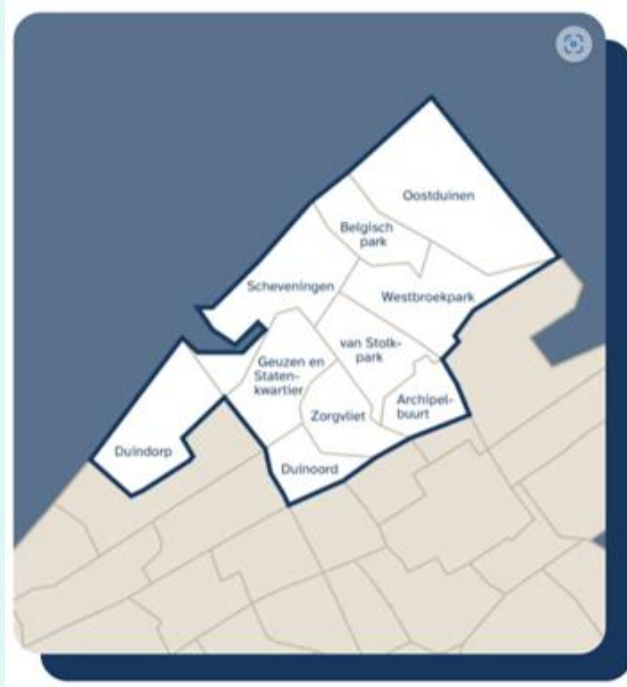 Oostduinen
Belgisch
park
Scheveningen
Westbroekpark
van Stolk-
park
Geuzen en
Staten-
kwartier
Archipel-
buurt
Zorgvliet
Duindorp
Duinoord